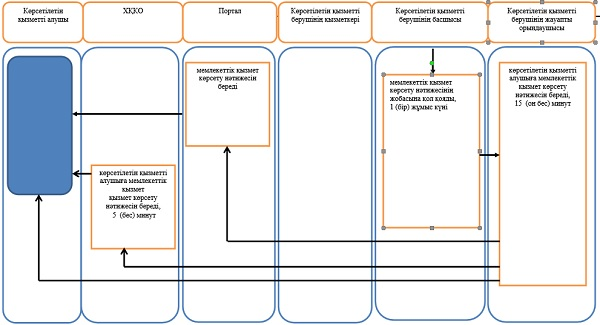 Көрсетілетін
қызметті алушы
ХҚКО
Портал
Көрсетілетін қызметті
берушінің қызметкері
Көрсетілетін қызметті
берушінің басшысы
Көрсетілетін қызметті
берушінің жауапты
орындаушысы
мемлекеттік қызмет
көрсету нәтижесін
береді
мемлекеттік қызмет
көрсету нәтижесінің
жобасына қол қояды,
1 (бір) жұмыс күні
көрсетілетін қызметті
алушыға мемлекеттік
қызмет көрсету
нәтижесін береді,
15 (он бес) минут
көрсетілетін қызметті
алушыға мемлекеттік
қызмет
қызмет көрсету
нәтижесін береді,
5 (бес) минут